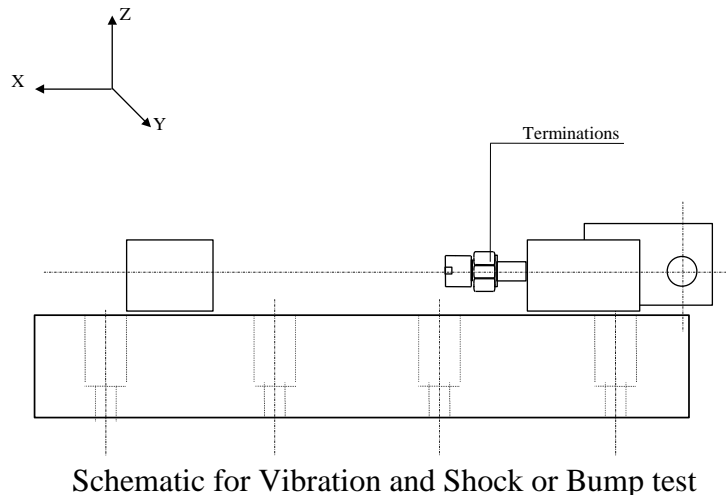 Z
X
Y
Terminations
Schematic for Vibration and Shock or Bump test